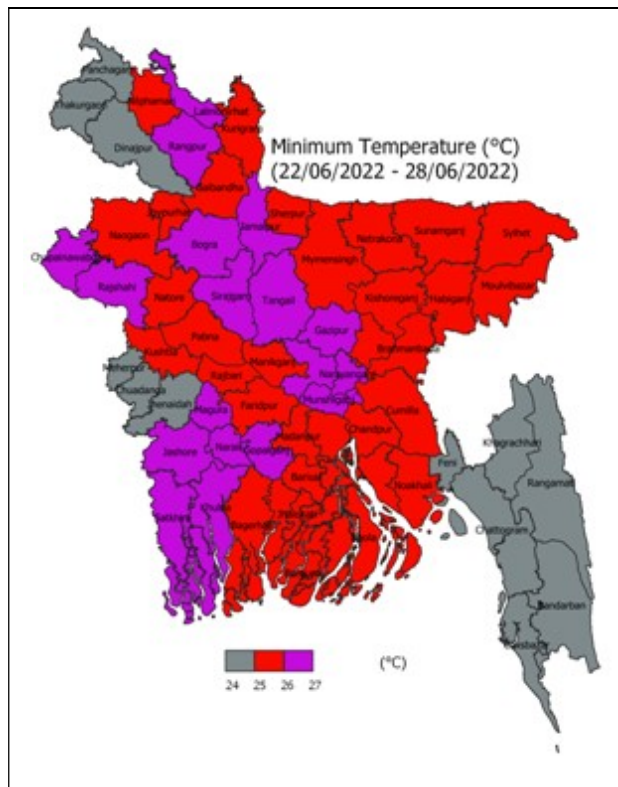 Panchagarh
Thakurgaon
Nilphamari
Lalmonirhat
Kurigram
Rangpur
Dinajpur
Minimum Temperature (°C)
(22/06/2022 - 28/06/2022)
Gaibandha
Joypurhat
Sherpur
Naogaon
Jamalpur
Netrakona
Sunamganj
Sylhet
Bogra
Mymensingh
Chapainawabganj
Rajshahi
Natore
Sirajganj
Tangail
Kishoreganj
Habiganj
Moulvibazar
Gazipur
Pabna
Kushtia
Manikganj
Narayanganj
Meherpur
Rajbari
Chuadanga
Jhenaidah
Magura
Faridpur
Munshiganj
Cumilla
Madaripur
Chandpur
Jashore
Narail
Gopalganj
Feni
Khagrachhari
Rangamati
Barisal
Noakhali
Satkhira
Khulna
Bagerhat
Bhola
Chattogram
Bandarban
(°C)
24 25 26 27